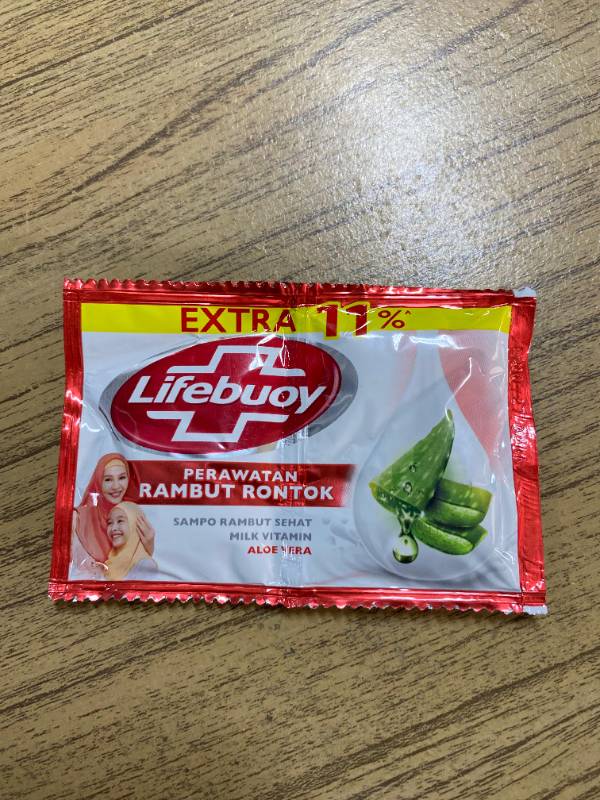 EXTRA 11%^
Lifebuoy
PERAWATAN
RAMBUT RONTOK
SAMPO RAMBUT SEHAT
MILK VITAMIN
ALOE VERA